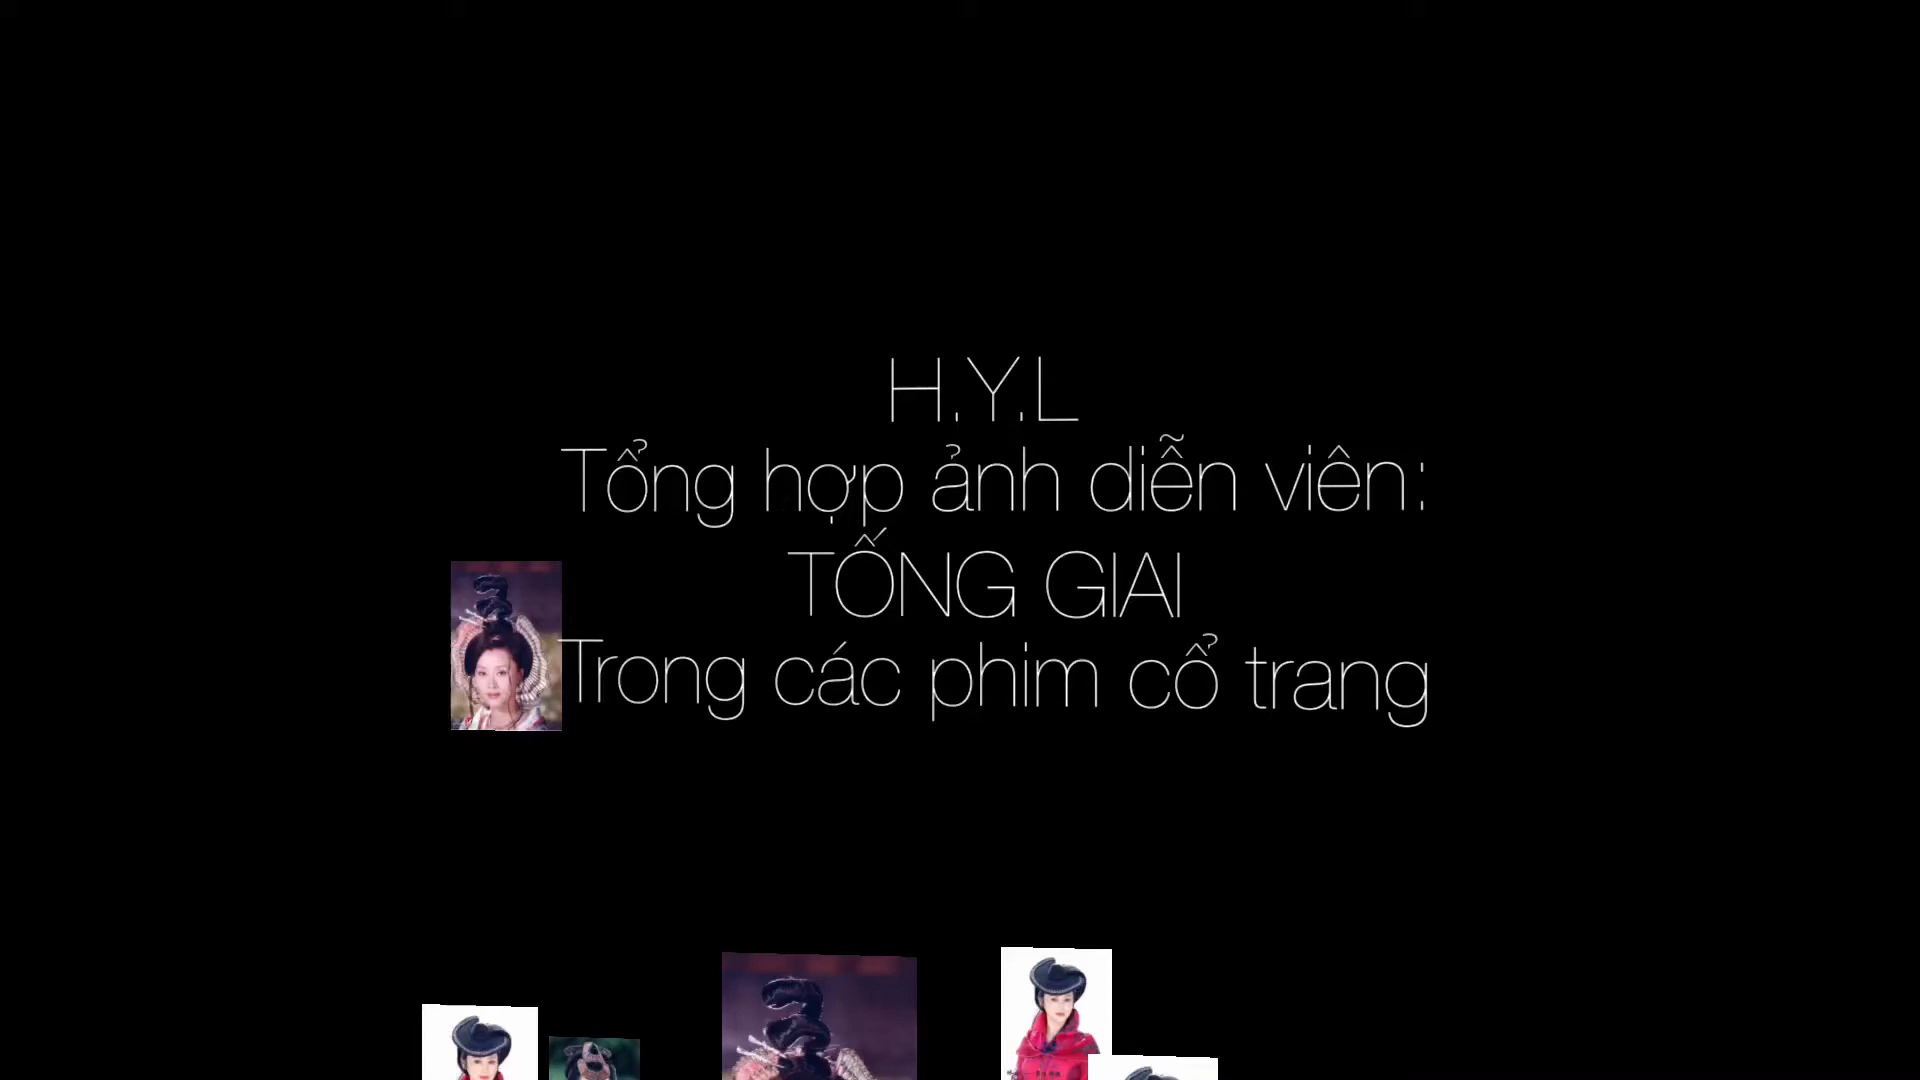 H.Y.L
Tổng hợp ảnh diễn viên:
TỐNG GIAI
Trong các phim cổ trang